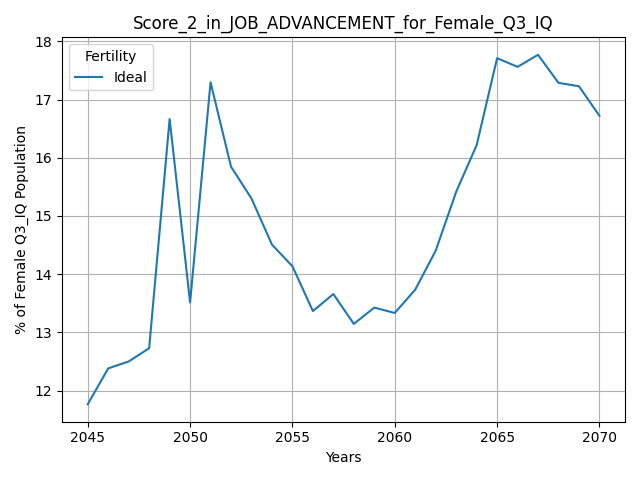 Score_2_in_JOB_ADVANCEMENT_for_Female_Q3_IQ
Fertility
Ideal
% of Female Q3_IQ Population
18
17
16
15
14
13
12
2045 2050 2055 2060 2065 2070
Years